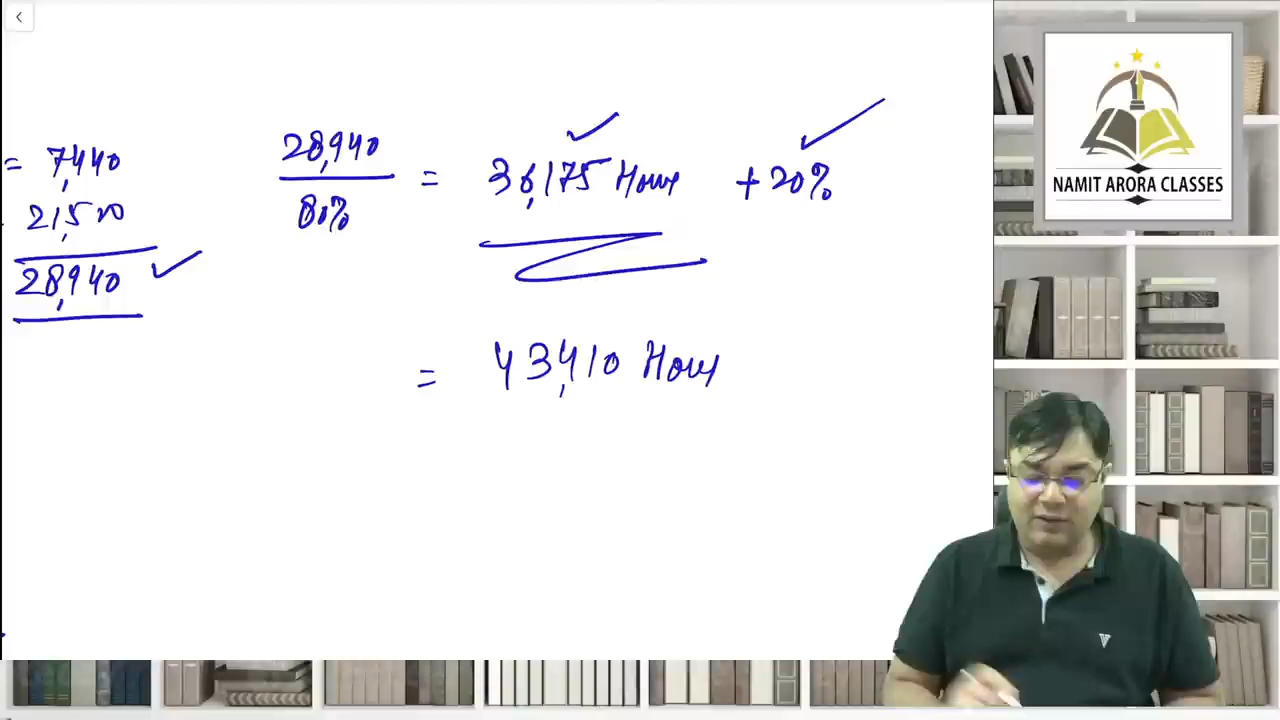 = 7,440
21,500
28,940
28,940
80%
= 36,175 Hour + 20%
= 43,410 Hour
NAMIT ARORA CLASSES